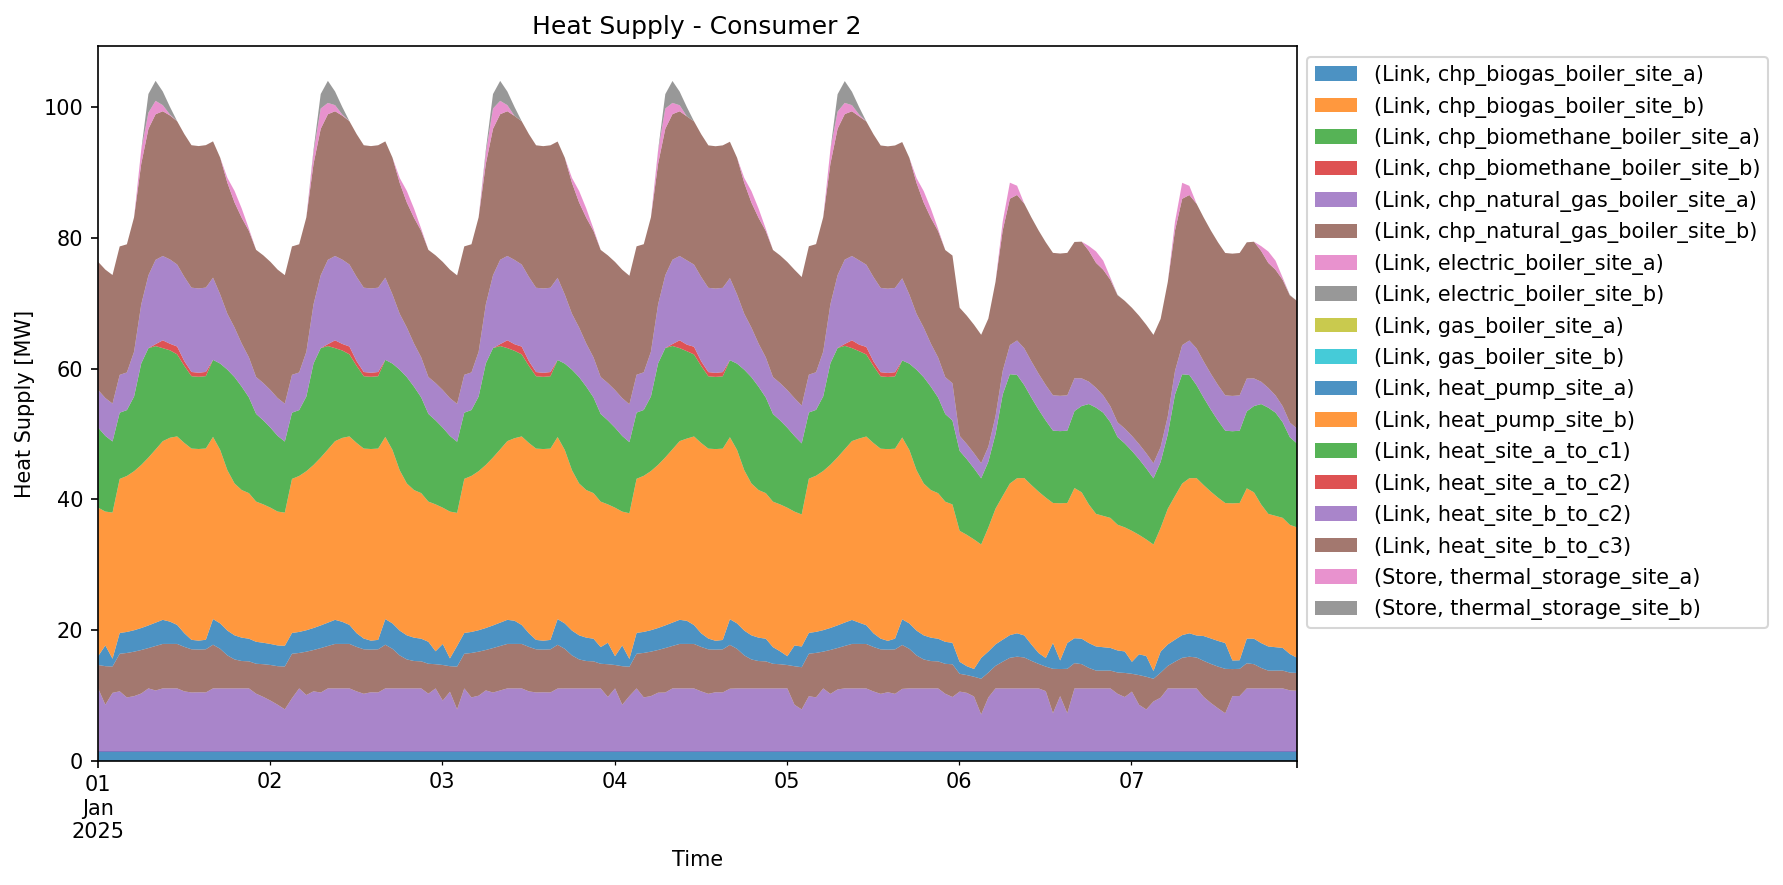 Heat Supply - Consumer 2
Heat Supply [MW]
100
80
60
40
20
0
01
02
03
04
05
06
07
Jan
2025
Time
(Link, chp_biogas_boiler_site_a)
(Link, chp_biogas_boiler_site_b)
(Link, chp_biomethane_boiler_site_a)
(Link, chp_biomethane_boiler_site_b)
(Link, chp_natural_gas_boiler_site_a)
(Link, chp_natural_gas_boiler_site_b)
(Link, electric_boiler_site_a)
(Link, electric_boiler_site_b)
(Link, gas_boiler_site_a)
(Link, gas_boiler_site_b)
(Link, heat_pump_site_a)
(Link, heat_pump_site_b)
(Link, heat_site_a_to_c1)
(Link, heat_site_a_to_c2)
(Link, heat_site_b_to_c2)
(Link, heat_site_b_to_c3)
(Store, thermal_storage_site_a)
(Store, thermal_storage_site_b)